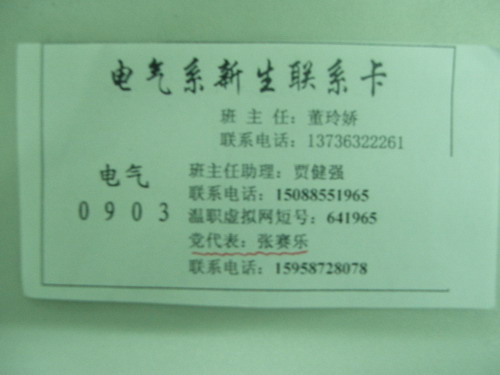 电气系新生联系卡
班主任：董玲娇
联系电话：13736322261
电气
0903
班主任助理：贾健强
联系电话：15088551965
温职虚拟网短号：641965
党代表：张赛乐
联系电话：15958728078